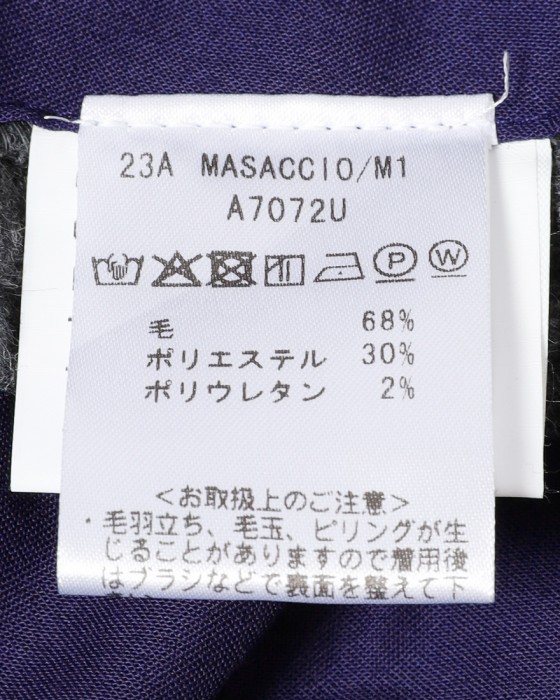 23A MASACCIO/M1
A7072U
P W
毛 68%
ポリエステル 30%
ポリウレタン 2%
<お取扱上のご注意>
・毛羽立ち、毛玉、ピリングが生
じることがありますので着用後
はブラシなどで裏面を整えて下